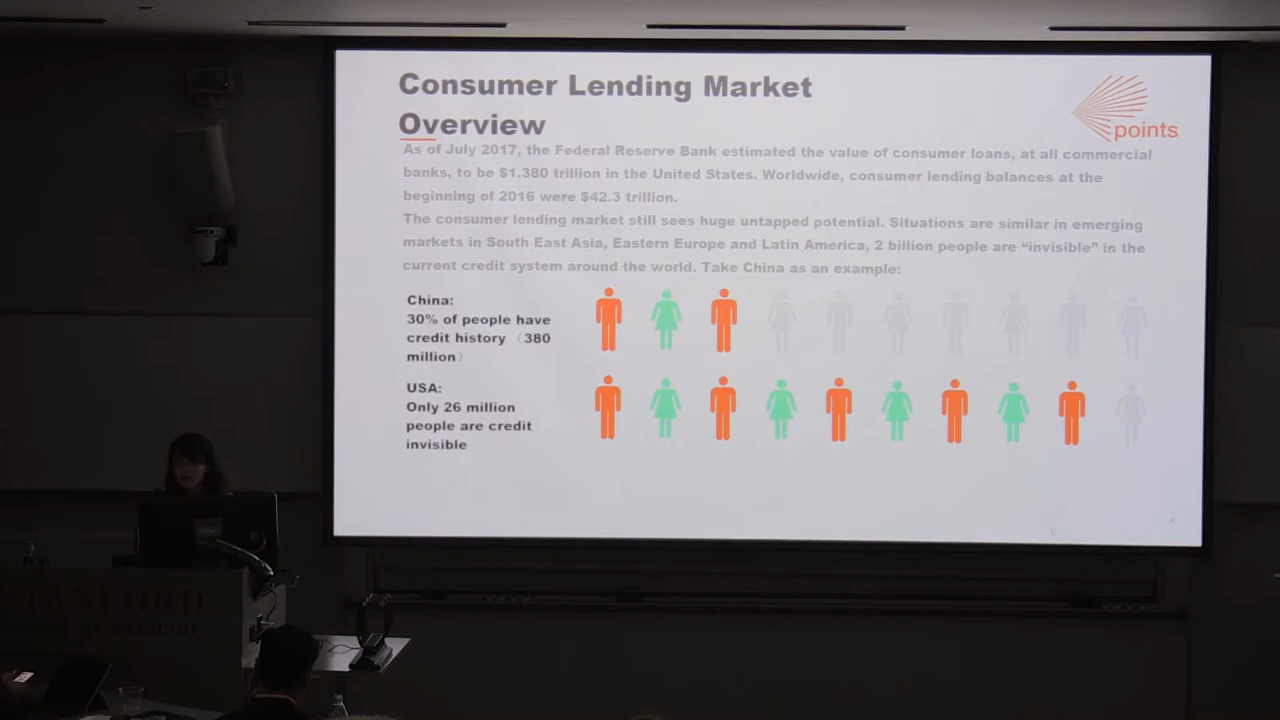 Consumer Lending Market
Overview
points
As of July 2017, the Federal Reserve Bank estimated the value of consumer loans, at all commercial
banks, to be $1.380 trillion in the United States. Worldwide, consumer lending balances at the
beginning of 2016 were $42.3 trillion.
The consumer lending market still sees huge untapped potential. Situations are similar in emerging
markets in South East Asia, Eastern Europe and Latin America, 2 billion people are “invisible” in the
current credit system around the world. Take China as an example:
China:
30% of people have
credit history（380
million）
USA:
Only 26 million
people are credit
invisible
STANFORD
MEDICINE